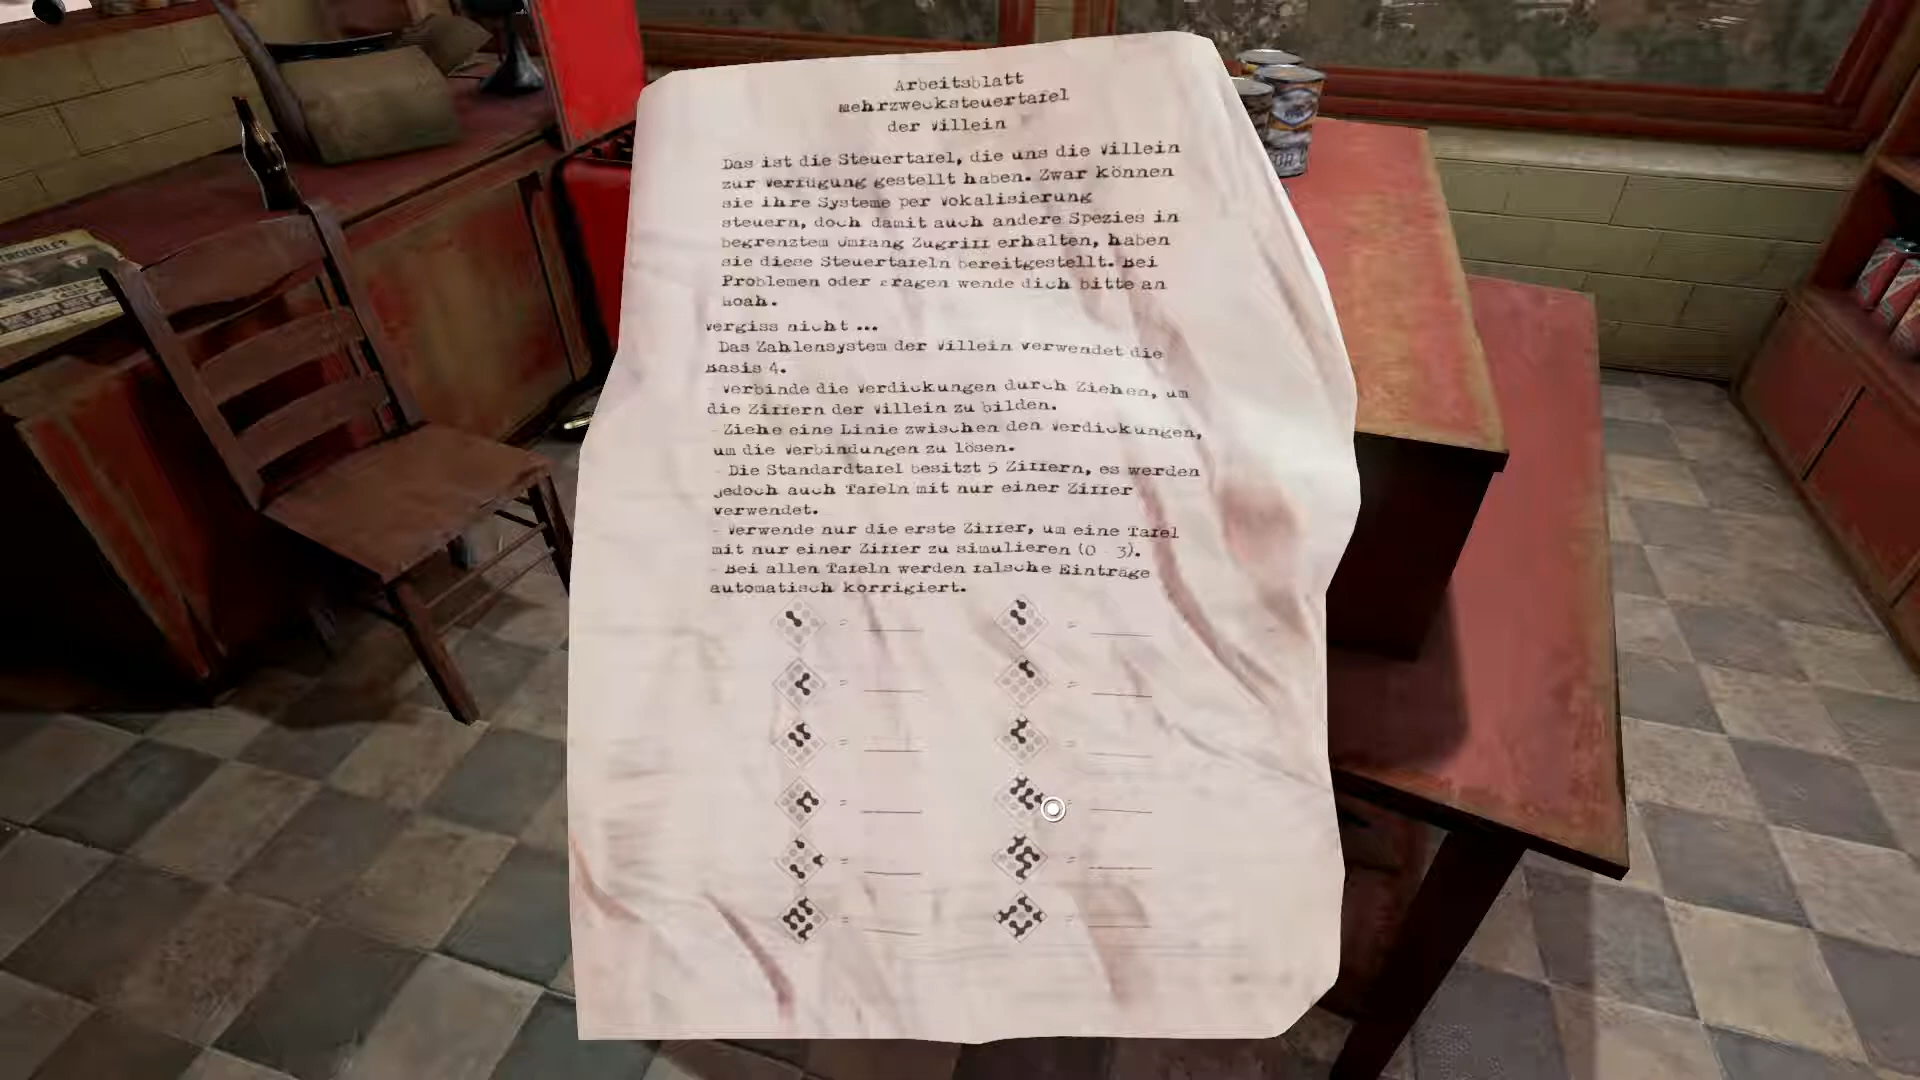 Arbeitsblatt
mehrzwecksteuertafel
der Villein
Das ist die Steuertafel, die uns die Villein
zur Verfügung gestellt haben. Zwar können
sie ihre Systeme per Vokalisierung
steuern, doch damit auch andere Spezies in
begrenztem Umfang Zugriff erhalten, haben
sie diese Steuertafeln bereitgestellt. Bei
Problemen oder Fragen wende dich bitte an
Noah.
Vergiss nicht ...
Das Zahlensystem der Villein verwendet die
Basis 4.
- Verbinde die Verdickungen durch Ziehen, um
die Ziffern der Villein zu bilden.
- Ziehe eine Linie zwischen den Verdickungen,
um die Verbindungen zu lösen.
- Die Standardtafel besitzt 5 Ziffern, es werden
jedoch auch Tafeln mit nur einer Ziffer
verwendet.
- Verwende nur die erste Ziffer, um eine Tafel
mit nur einer Ziffer zu simulieren (0 - 3).
- Bei allen Tafeln werden falsche Einträge
automatisch korrigiert.
= =
= =
= =
= =
= =
= =